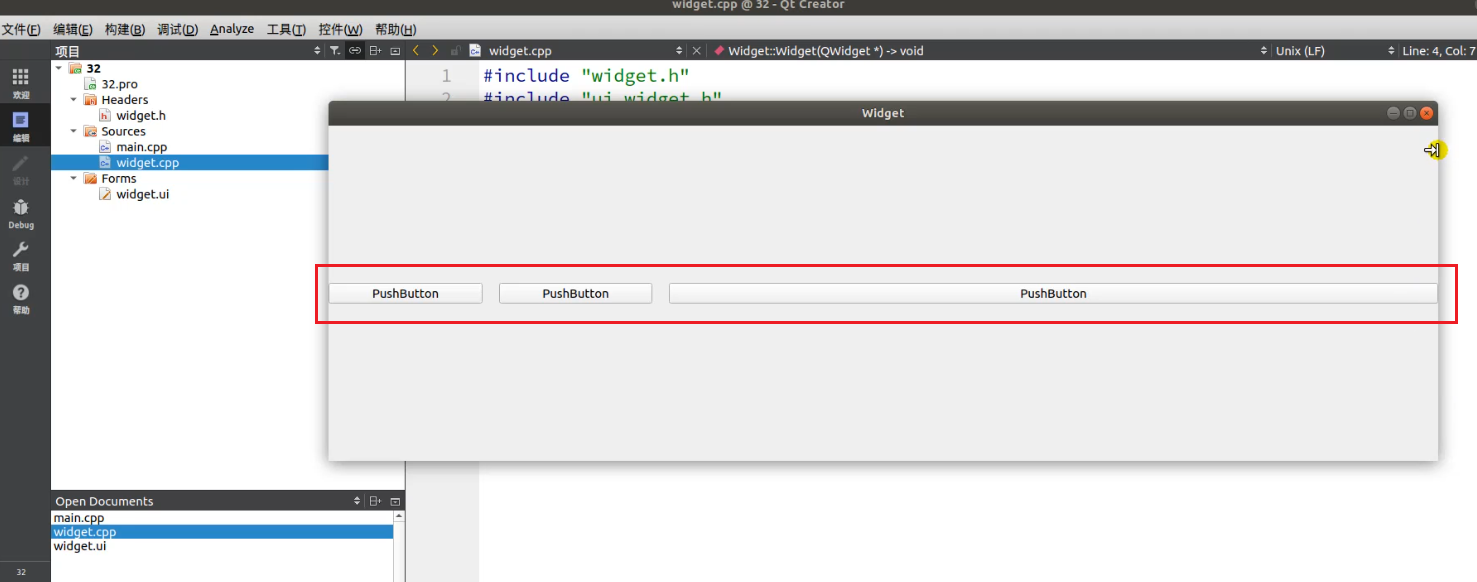 widget.cpp @ 32 - Qt Creator
文件(F) 编辑(E) 构建(B) 调试(D) Analyze 工具(T) 控件(W) 帮助(H)
项目 widget.cpp Widget::Widget(QWidget *) -> void Unix (LF) Line: 4, Col: 7
欢迎
编辑
设计
Debug
项目
帮助
32
32
32.pro
Headers
widget.h
Sources
main.cpp
widget.cpp
Forms
widget.ui
1 #include "widget.h"
2 #include "ui_widget.h"
Widget
PushButton PushButton PushButton
Open Documents
main.cpp
widget.cpp
widget.ui